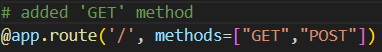 # added 'GET' method
@app.route('/', methods=["GET","POST"])